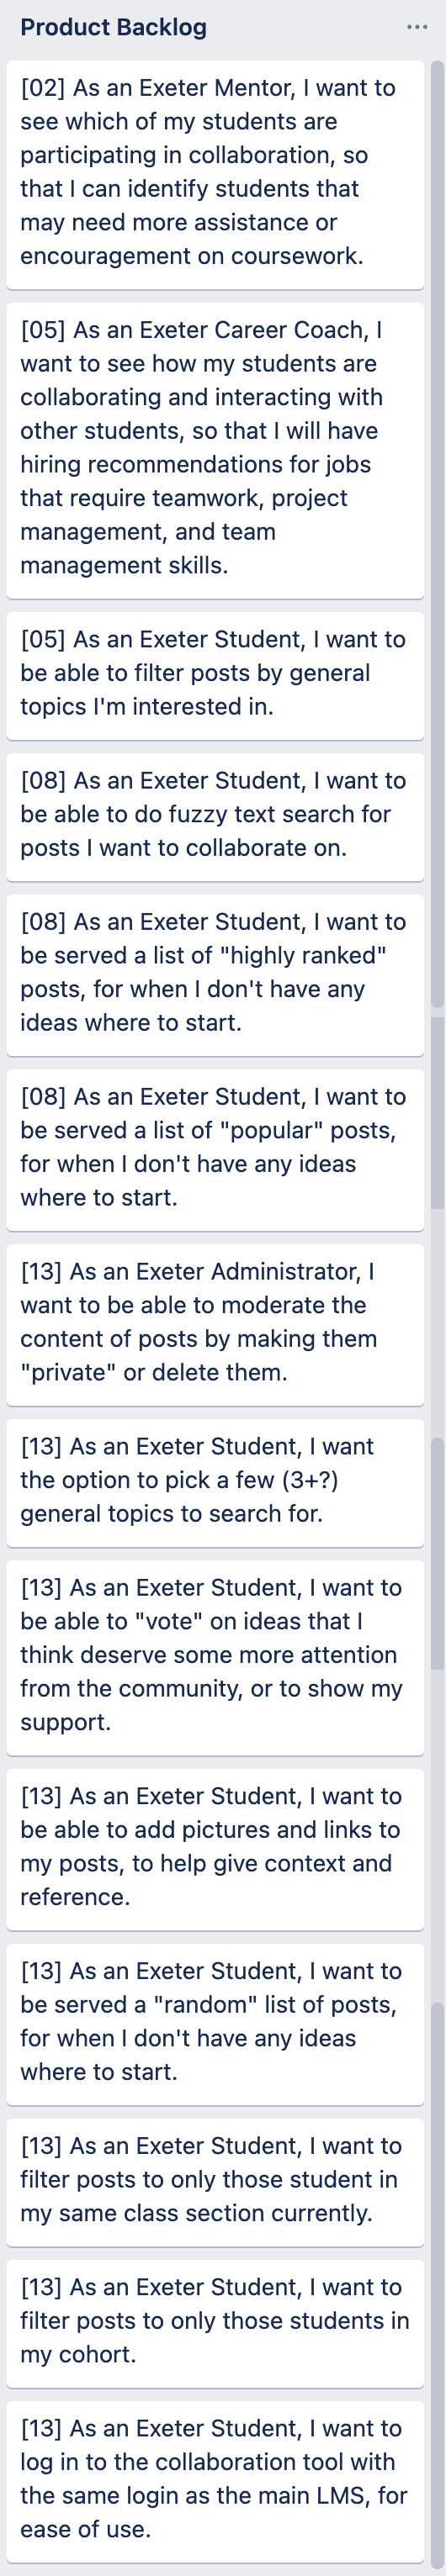 Product Backlog
[02] As an Exeter Mentor, I want to
see which of my students are
participating in collaboration, so
that I can identify students that
may need more assistance or
encouragement on coursework.
[05] As an Exeter Career Coach, I
want to see how my students are
collaborating and interacting with
other students, so that I will have
hiring recommendations for jobs
that require teamwork, project
management, and team
management skills.
[05] As an Exeter Student, I want to
be able to filter posts by general
topics I'm interested in.
[08] As an Exeter Student, I want to
be able to do fuzzy text search for
posts I want to collaborate on.
[08] As an Exeter Student, I want to
be served a list of "highly ranked"
posts, for when I don't have any
ideas where to start.
[08] As an Exeter Student, I want to
be served a list of "popular" posts,
for when I don't have any ideas
where to start.
[13] As an Exeter Administrator, I
want to be able to moderate the
content of posts by making them
"private" or delete them.
[13] As an Exeter Student, I want
the option to pick a few (3+?)
general topics to search for.
[13] As an Exeter Student, I want to
be able to "vote" on ideas that I
think deserve some more attention
from the community, or to show my
support.
[13] As an Exeter Student, I want to
be able to add pictures and links to
my posts, to help give context and
reference.
[13] As an Exeter Student, I want to
be served a "random" list of posts,
for when I don't have any ideas
where to start.
[13] As an Exeter Student, I want to
filter posts to only those student in
my same class section currently.
[13] As an Exeter Student, I want to
filter posts to only those students in
my cohort.
[13] As an Exeter Student, I want to
log in to the collaboration tool with
the same login as the main LMS, for
ease of use.